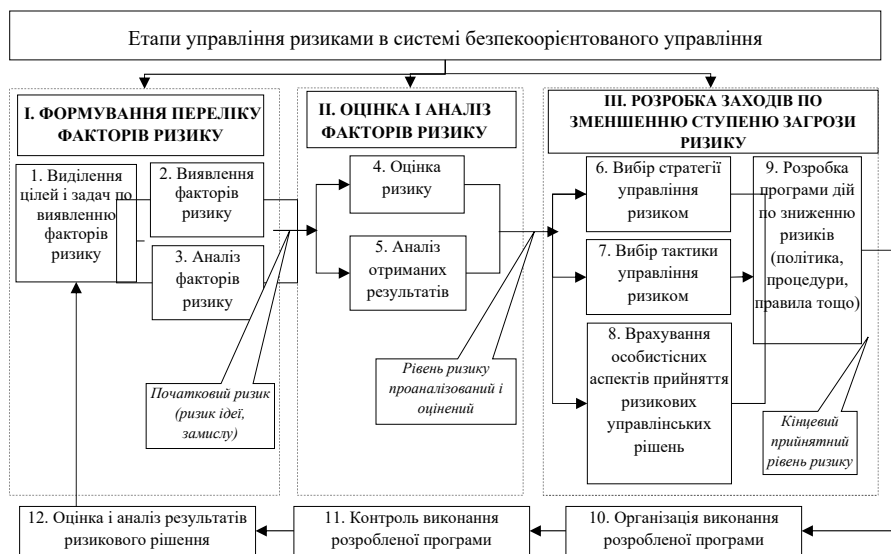 Етапи управління ризиками в системі безпекоорієнтованого управління
І. ФОРМУВАННЯ ПЕРЕЛІКУ
ФАКТОРІВ РИЗИКУ
1. Виділення
цілей і задач по
виявленню
факторів
ризику
2. Виявлення
факторів
ризику
3. Аналіз
факторів
ризику
Початковий ризик
(ризик ідеї,
замислу)
ІІ. ОЦІНКА І АНАЛІЗ
ФАКТОРІВ РИЗИКУ
4. Оцінка
ризику
5. Аналіз
отриманих
результатів
Рівень ризику
проаналізований і
оцінений
ІІІ. РОЗРОБКА ЗАХОДІВ ПО
ЗМЕНШЕННЮ СТУПЕНЮ ЗАГРОЗИ
РИЗИКУ
6. Вибір стратегії
управління
ризиком
7. Вибір тактики
управління
ризиком
8. Врахування
особистісних
аспектів прийняття
ризикових
управлінських
рішень
9. Розробка
програми дій
по зниженню
ризиків
(політика,
процедури,
правила тощо)
Кінцевий
прийнятний
рівень ризику
12. Оцінка і аналіз результатів
ризикового рішення
11. Контроль виконання
розробленої програми
10. Організація виконання
розробленої програми